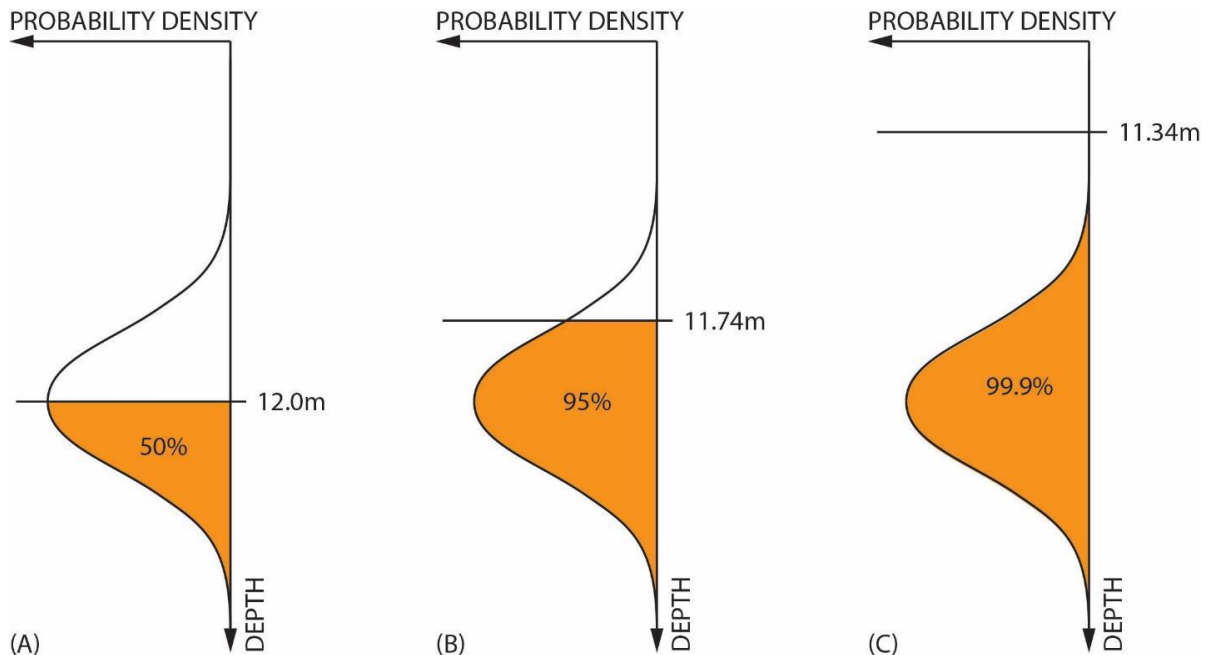 PROBABILITY DENSITY
12.0m
50%
DEPTH
(A)
PROBABILITY DENSITY
11.74m
95%
DEPTH
(B)
PROBABILITY DENSITY
11.34m
99.9%
DEPTH
(C)